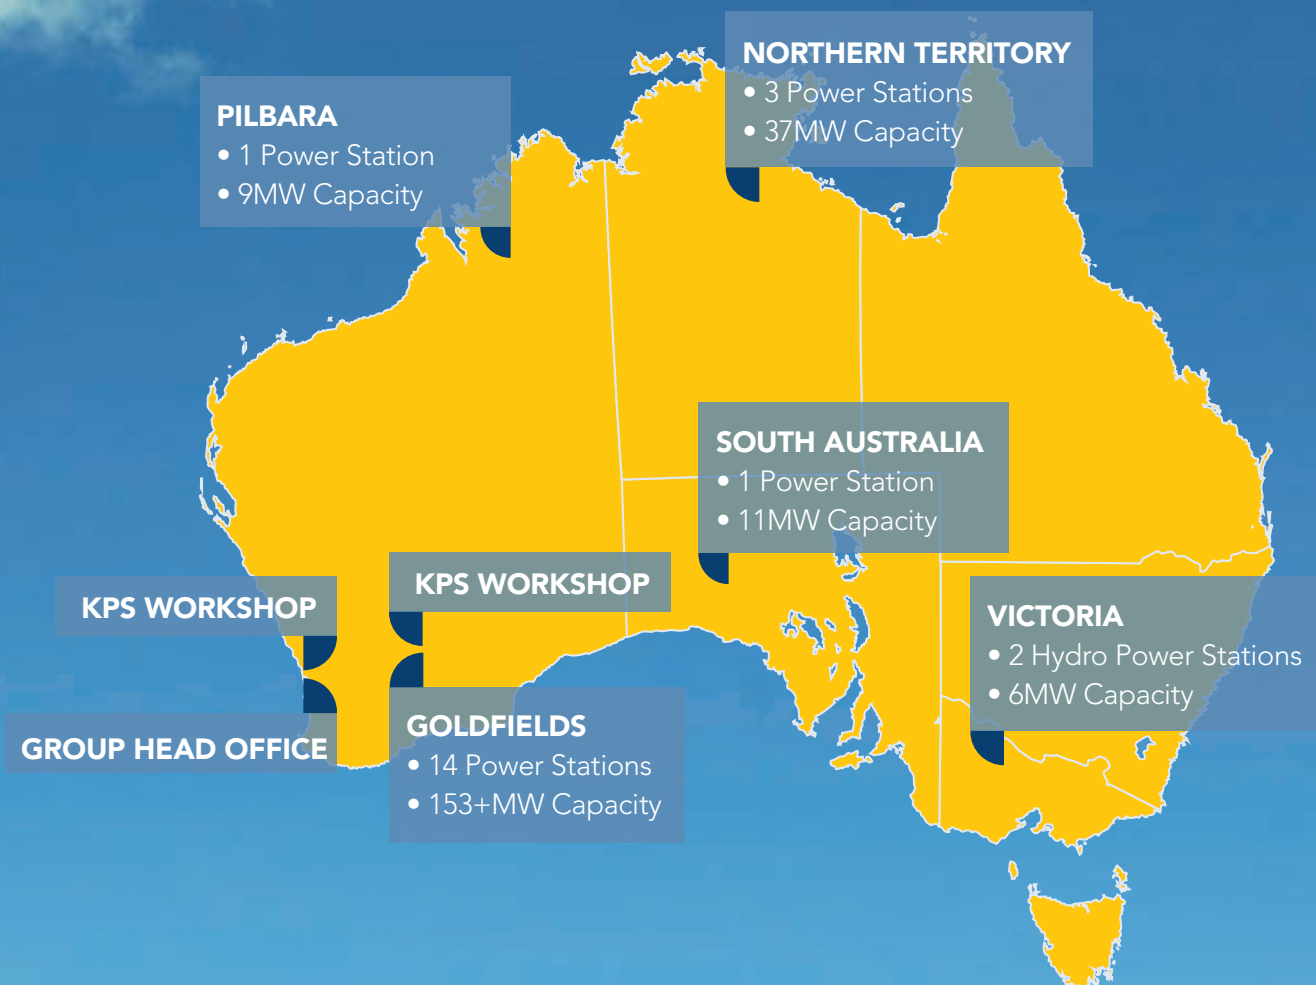 NORTHERN TERRITORY
• 3 Power Stations
• 37MW Capacity
PILBARA
• 1 Power Station
• 9MW Capacity
SOUTH AUSTRALIA
• 1 Power Station
• 11MW Capacity
KPS WORKSHOP
KPS WORKSHOP
VICTORIA
• 2 Hydro Power Stations
• 6MW Capacity
GROUP HEAD OFFICE
GOLDFIELDS
• 14 Power Stations
• 153+MW Capacity